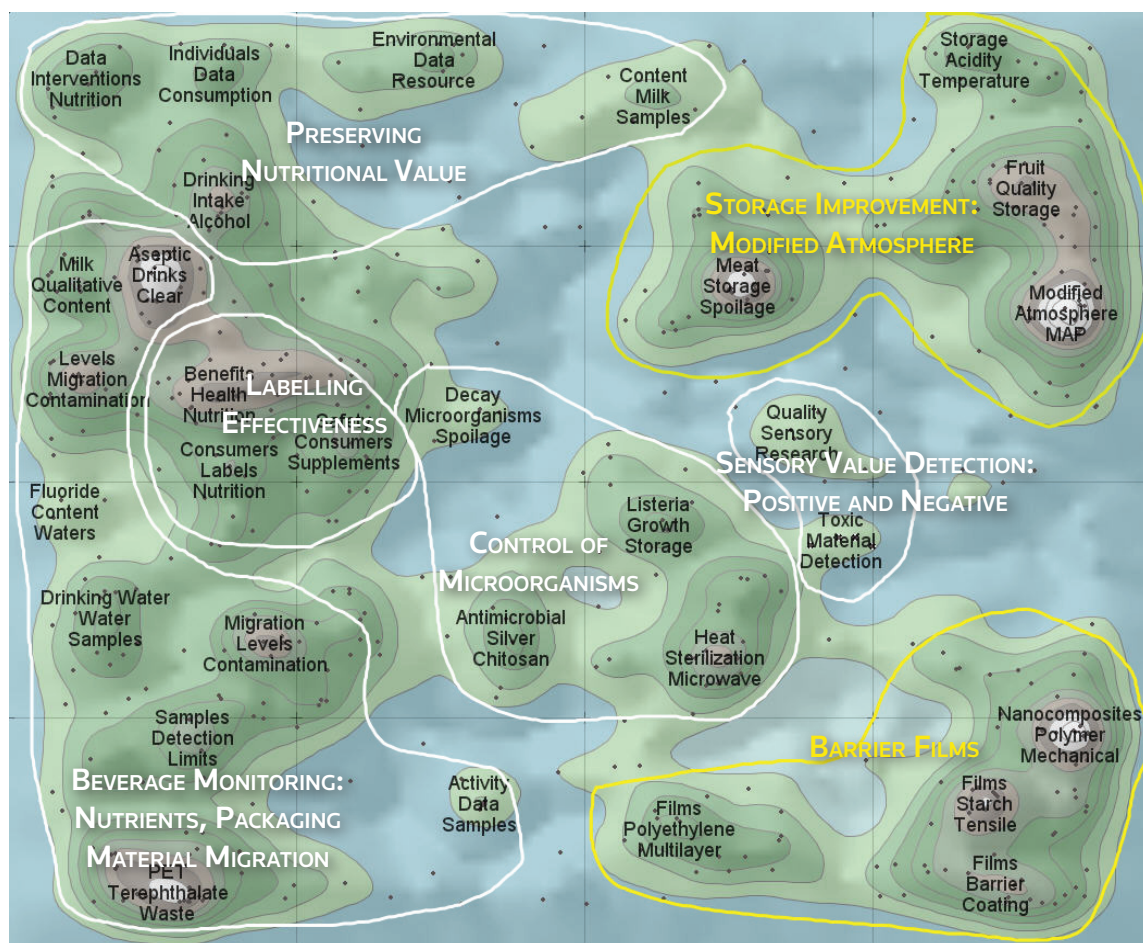 Data
Interventions
Nutrition
Individuals
Data
Consumption
Environmental
Data
Resource
Content
Milk
Samples
Storage
Acidity
Temperature
PRESERVING
NUTRITIONAL VALUE
Drinking
Intake
Alcohol
Fruit
Quality
Storage
STORAGE IMPROVEMENT:
MODIFIED ATMOSPHERE
Milk
Qualitative
Content
Aseptic
Drinks
Clear
Meat
Storage
Spoilage
Modified
Atmosphere
MAP
Levels
Migration
Contamination
Benefits
Health
Nutrition
LABELLING
EFFECTIVENESS
Safety
Consumers
Supplements
Consumers
Labels
Nutrition
Decay
Microorganisms
Spoilage
Quality
Sensory
Research
SENSORY VALUE DETECTION:
POSITIVE AND NEGATIVE
Fluoride
Content
Waters
Listeria
Growth
Storage
Toxic
Material
Detection
CONTROL OF
MICROORGANISMS
Drinking Water
Water
Samples
Migration
Levels
Contamination
Antimicrobial
Silver
Chitosan
Heat
Sterilization
Microwave
Samples
Detection
Limits
Nanocomposites
Polymer
Mechanical
BARRIER FILMS
BEVERAGE MONITORING:
NUTRIENTS, PACKAGING
MATERIAL MIGRATION
Activity
Data
Samples
Films
Polyethylene
Multilayer
Films
Starch
Tensile
PET
Terephthalate
Waste
Films
Barrier
Coating